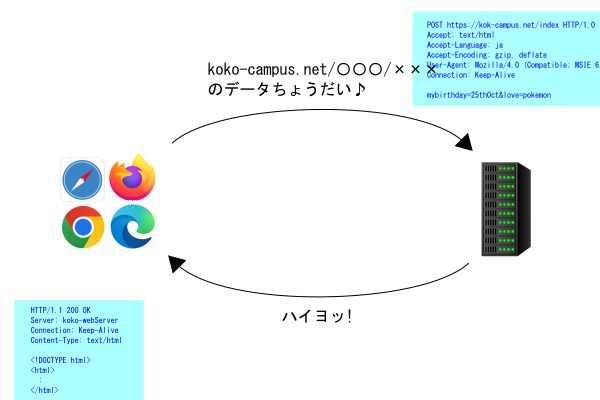 POST https://kok-campus.net/index HTTP/1.0
Accept: text/html
Accept-Language: ja
Accept-Encoding: gzip, deflate
User-Agent: Mozilla/4.0 (Compatible; MSIE 6
Connection: Keep-Alive
mybirthday=25thOct&love=pokemon
koko-campus.net/○○○/×××
のデータちょうだい♪
ハイヨッ!
HTTP/1.1 200 OK
Server: koko-webServer
Connection: Keep-Alive
Content-Type: text/html
<!DOCTYPE html>
<html>
:
</html>